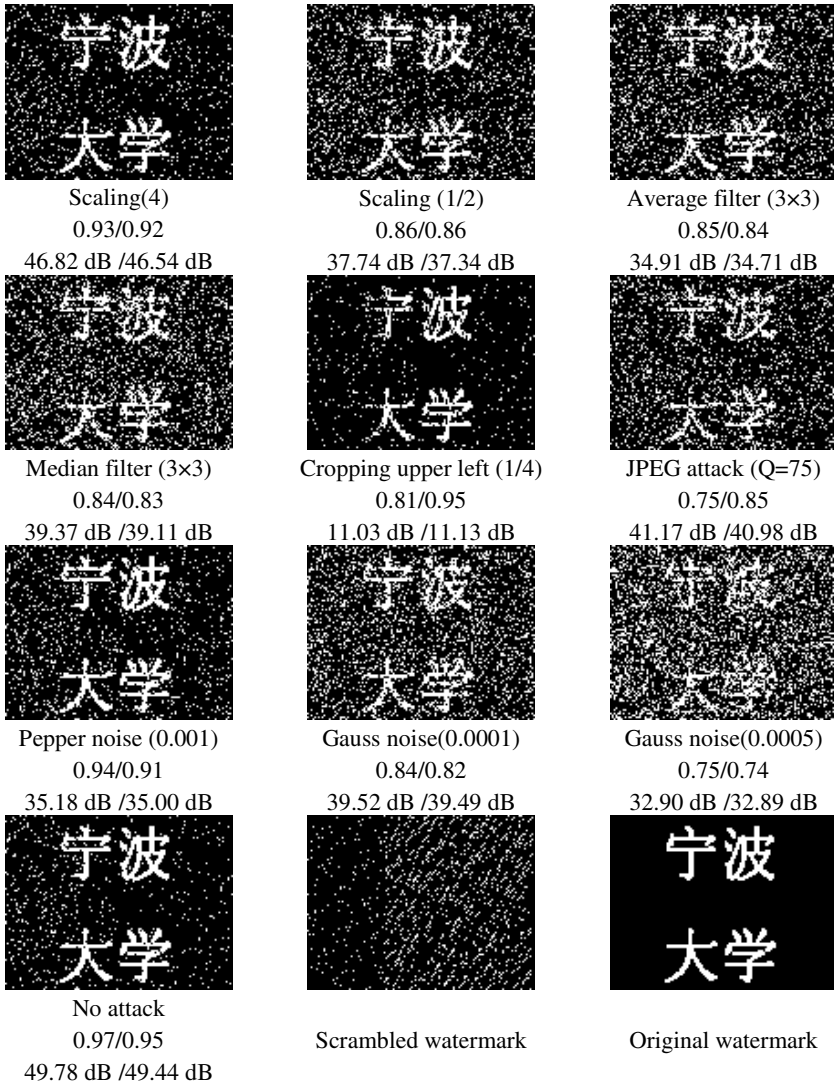 宁波
宁波
宁波
大学
大学
大学
Scaling(4)
Scaling (1/2)
Average filter (3×3)
0.93/0.92
0.86/0.86
0.85/0.84
46.82 dB /46.54 dB
37.74 dB /37.34 dB
34.91 dB /34.71 dB
宁波
宁波
宁波
大学
大学
大学
Median filter (3×3)
Cropping upper left (1/4)
JPEG attack (Q=75)
0.84/0.83
0.81/0.95
0.75/0.85
39.37 dB /39.11 dB
11.03 dB /11.13 dB
41.17 dB /40.98 dB
宁波
宁波
宁波
大学
大学
大学
Pepper noise (0.001)
Gauss noise(0.0001)
Gauss noise(0.0005)
0.94/0.91
0.84/0.82
0.75/0.74
35.18 dB /35.00 dB
39.52 dB /39.49 dB
32.90 dB /32.89 dB
宁波
宁波
大学
大学
No attack
0.97/0.95
Scrambled watermark
Original watermark
49.78 dB /49.44 dB